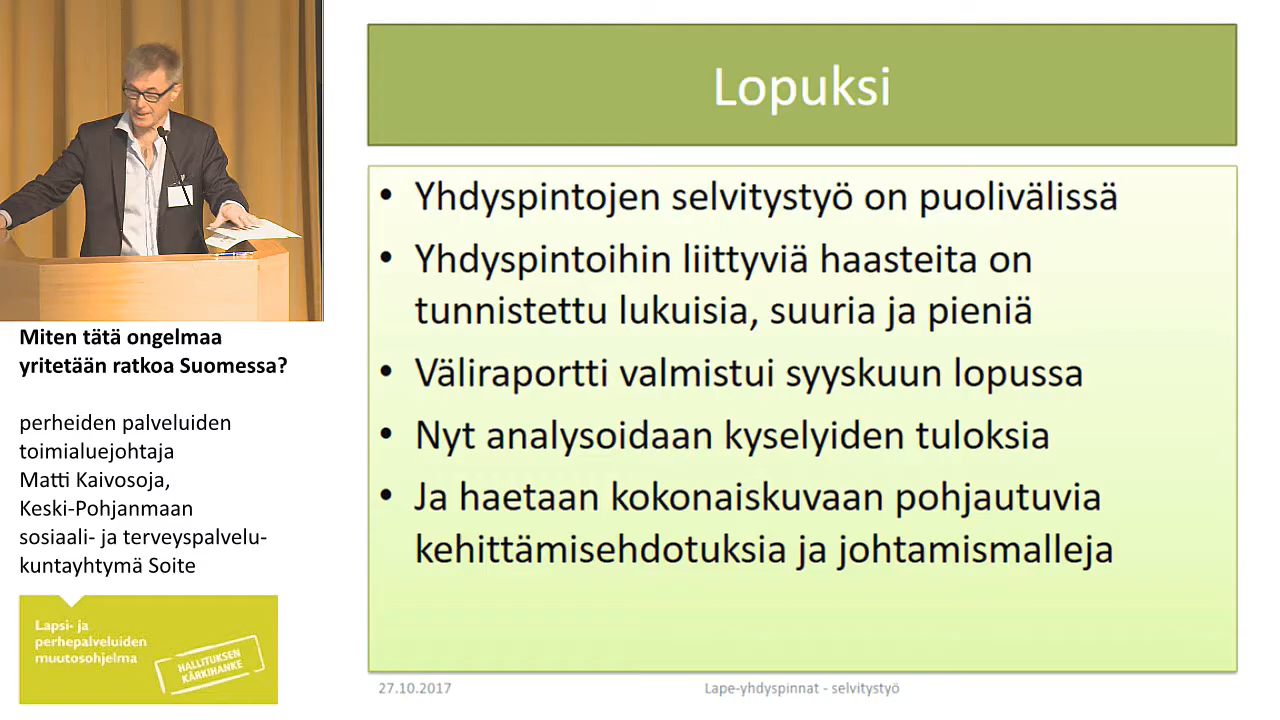 Miten tätä ongelmaa
yritetään ratkoa Suomessa?
perheiden palveluiden
toimialuejohtaja
Matti Kaivosoja,
Keski-Pohjanmaan
sosiaali- ja terveyspalvelu-
kuntayhtymä Soite
Lapsi- ja
perhepalveluiden
muutosohjelma
HALLITUKSEN
KÄRKIHANKE
Lopuksi
• Yhdyspintojen selvitystyö on puolivälissä
• Yhdyspintoihin liittyviä haasteita on
tunnistettu lukuisia, suuria ja pieniä
• Väliraportti valmistui syyskuun lopussa
• Nyt analysoidaan kyselyiden tuloksia
• Ja haetaan kokonaiskuvaan pohjautuvia
kehittämisehdotuksia ja johtamismalleja
27.10.2017
Lape-yhdyspinnat - selvitystyö